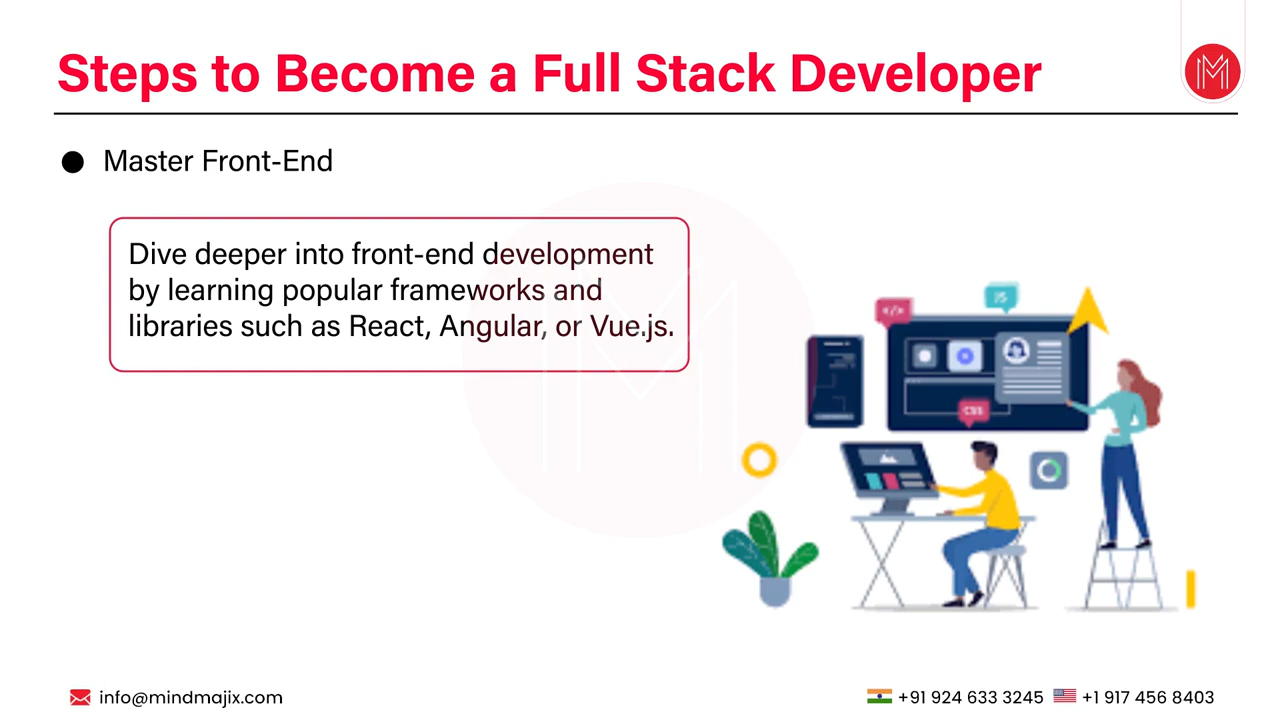 Steps to Become a Full Stack Developer
● Master Front-End
Dive deeper into front-end development
by learning popular frameworks and
libraries such as React, Angular, or Vue.js.
</>
JS
CSS
info@mindmajix.com
+91 924 633 3245
+1 917 456 8403